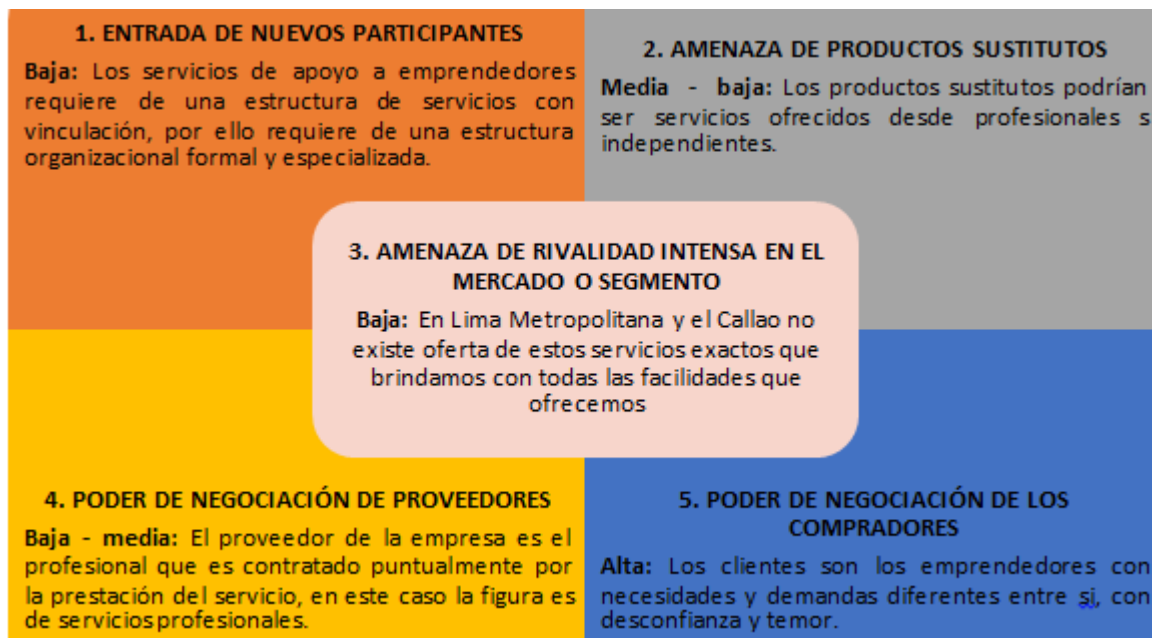 1. ENTRADA DE NUEVOS PARTICIPANTES
Baja: Los servicios de apoyo a emprendedores
requiere de una estructura de servicios con
vinculación, por ello requiere de una estructura
organizacional formal y especializada.
2. AMENAZA DE PRODUCTOS SUSTITUTOS
Media - baja: Los productos sustitutos podrían
ser servicios ofrecidos desde profesionales s
independientes.
3. AMENAZA DE RIVALIDAD INTENSA EN EL
MERCADO O SEGMENTO
Baja: En Lima Metropolitana y el Callao no
existe oferta de estos servicios exactos que
brindamos con todas las facilidades que
ofrecemos
4. PODER DE NEGOCIACIÓN DE PROVEEDORES
Baja - media: El proveedor de la empresa es el
profesional que es contratado puntualmente por
la prestación del servicio, en este caso la figura es
de servicios profesionales.
5. PODER DE NEGOCIACIÓN DE LOS
COMPRADORES
Alta: Los clientes son los emprendedores con
necesidades y demandas diferentes entre si, con
desconfianza y temor.